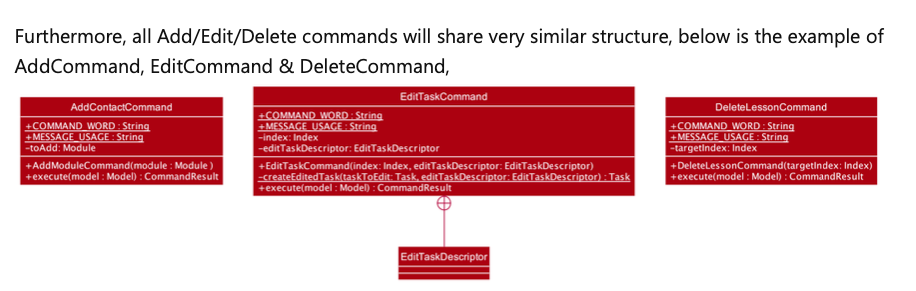 Furthermore, all Add/Edit/Delete commands will share very similar structure, below is the example of
AddCommand, EditCommand & DeleteCommand,
AddContactCommand
+COMMAND_WORD : String
+MESSAGE_USAGE : String
-toAdd: Module
+AddModuleCommand(module : Module )
+execute(model : Model) : CommandResult
EditTaskCommand
+COMMAND_WORD : String
+MESSAGE_USAGE : String
-index: Index
-editTaskDescriptor: EditTaskDescriptor
+EditTaskCommand(index: Index, editTaskDescriptor: EditTaskDescriptor)
-createEditedTask(taskToEdit: Task, editTaskDescriptor: EditTaskDescriptor) : Task
+execute(model : Model) : CommandResult
DeleteLessonCommand
+COMMAND_WORD : String
+MESSAGE_USAGE : String
-targetIndex: Index
+DeleteLessonCommand(targetIndex: Index)
+execute(model : Model) : CommandResult
EditTaskDescriptor